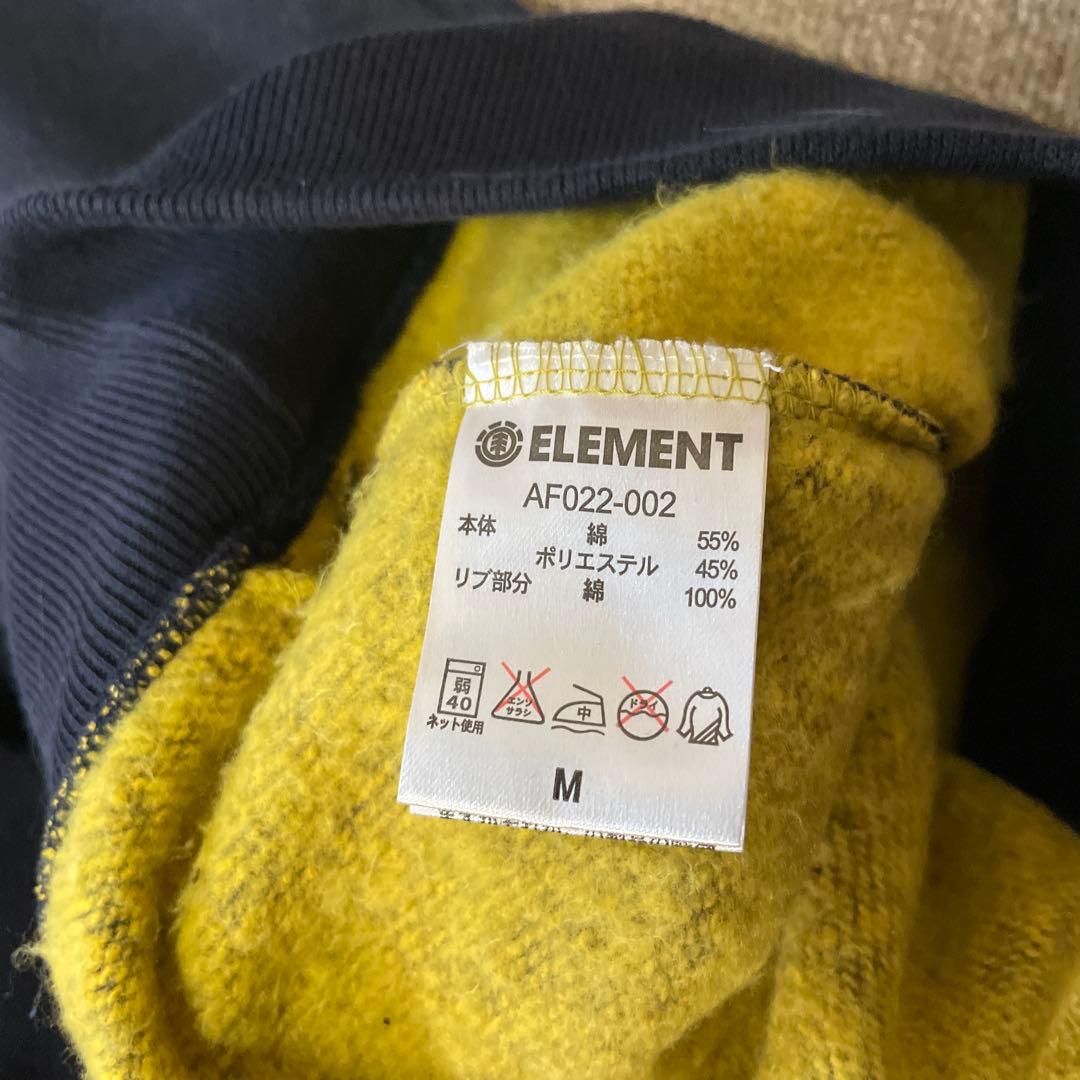 ELEMENT
AF022-002
本体 綿 55%
ポリエステル 45%
リブ部分 綿 100%
弱
40
ネット使用
エンソ
サラシ
中
ドライ
M